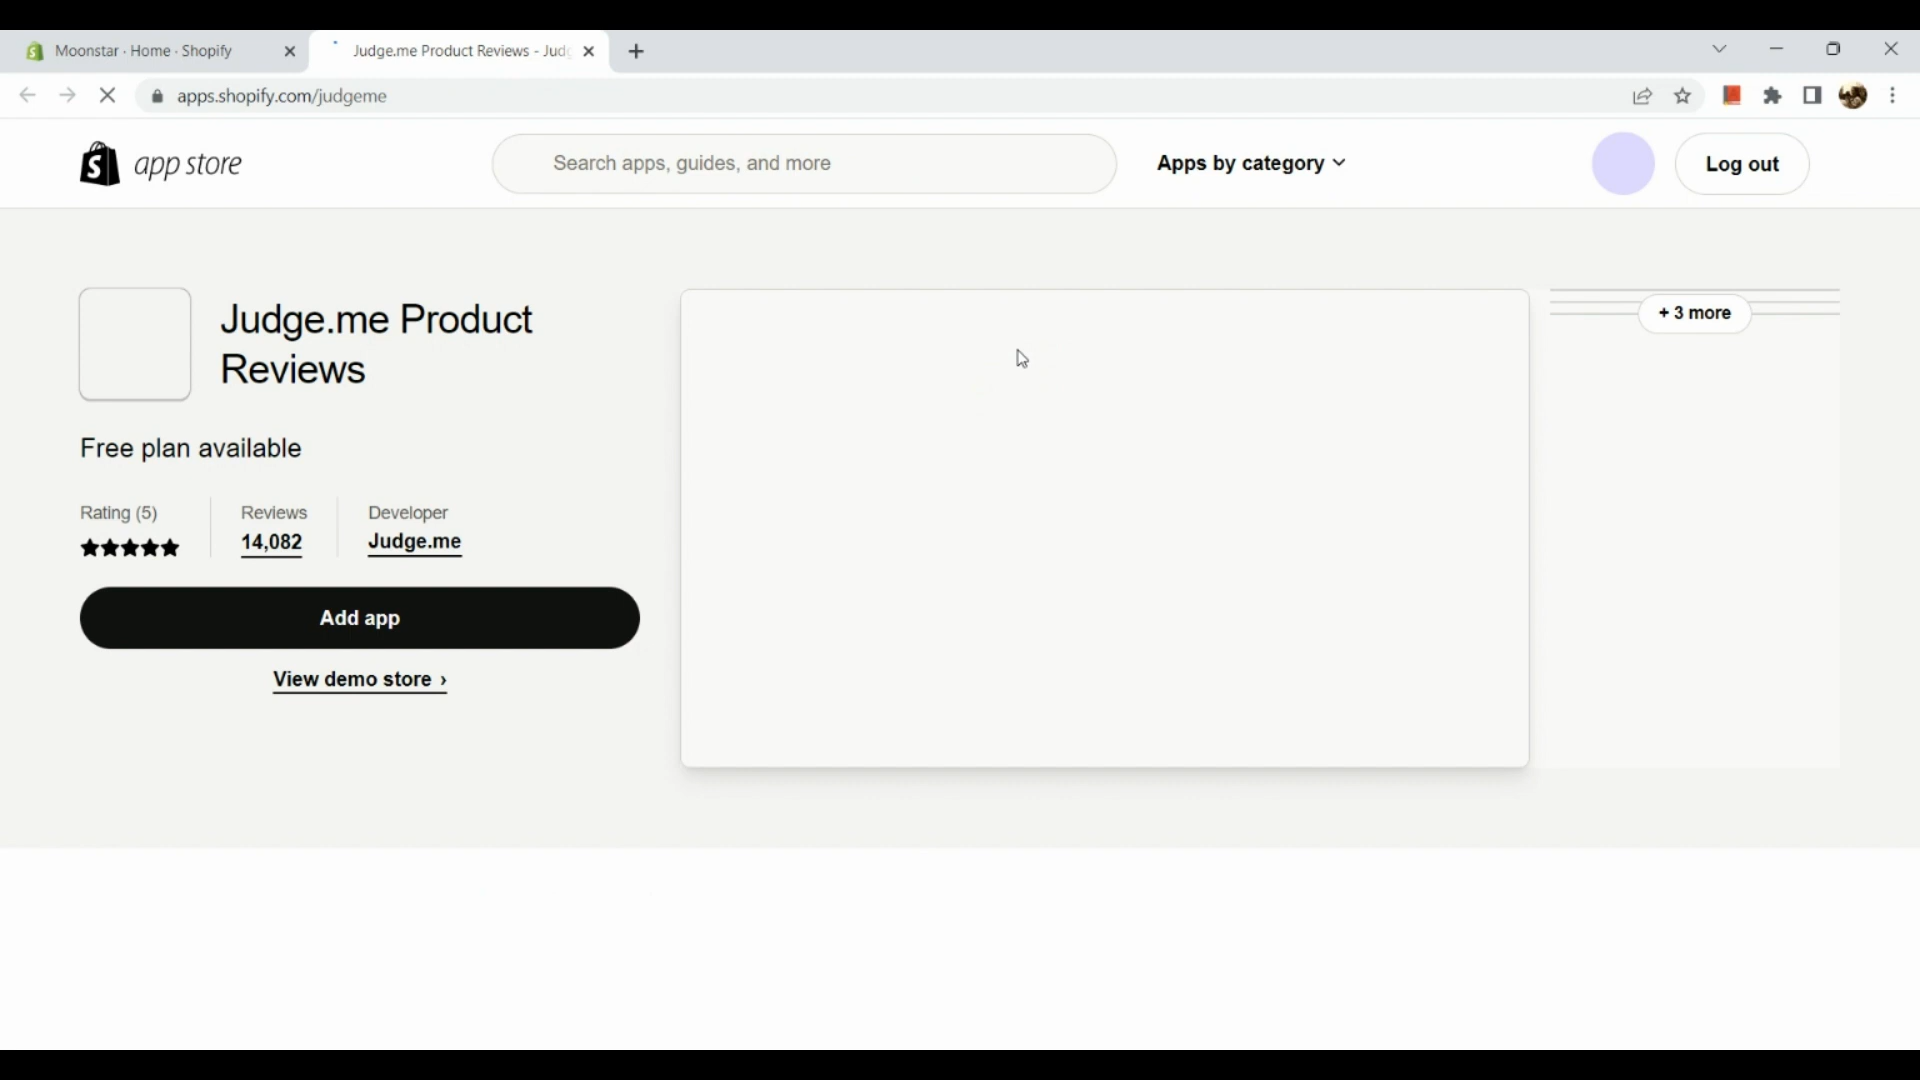 Moonstar · Home · Shopify
Judge.me Product Reviews - Judg
apps.shopify.com/judgeme
app store
Search apps, guides, and more
Apps by category
Log out
Judge.me Product
Reviews
+ 3 more
Free plan available
Rating (5)
Reviews
Developer
14,082
Judge.me
Add app
View demo store ›